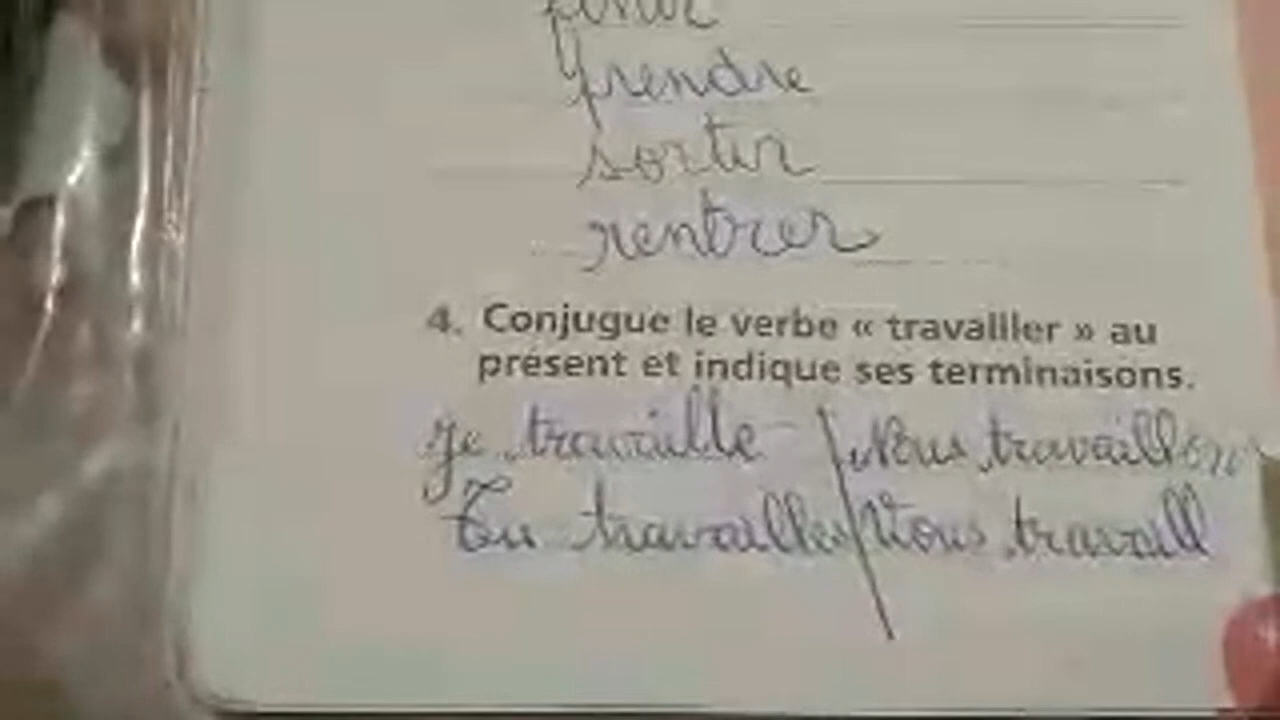 prendre
sortir
rentrer
4. Conjugue le verbe « travailler » au
présent et indique ses terminaisons.
Je travaille - Nous travaillons
Tu travailles Vous travaill